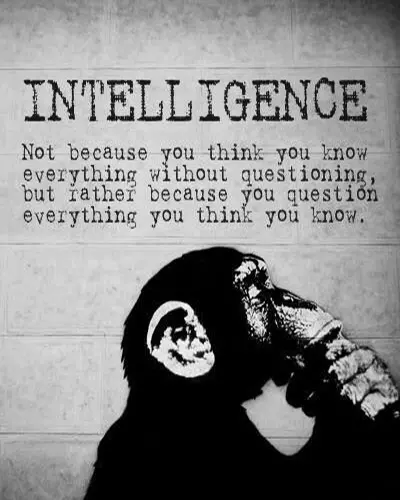 INTELLIGENCE
Not because you think you know
everything without questioning,
but rather because you question
everything you think you know.